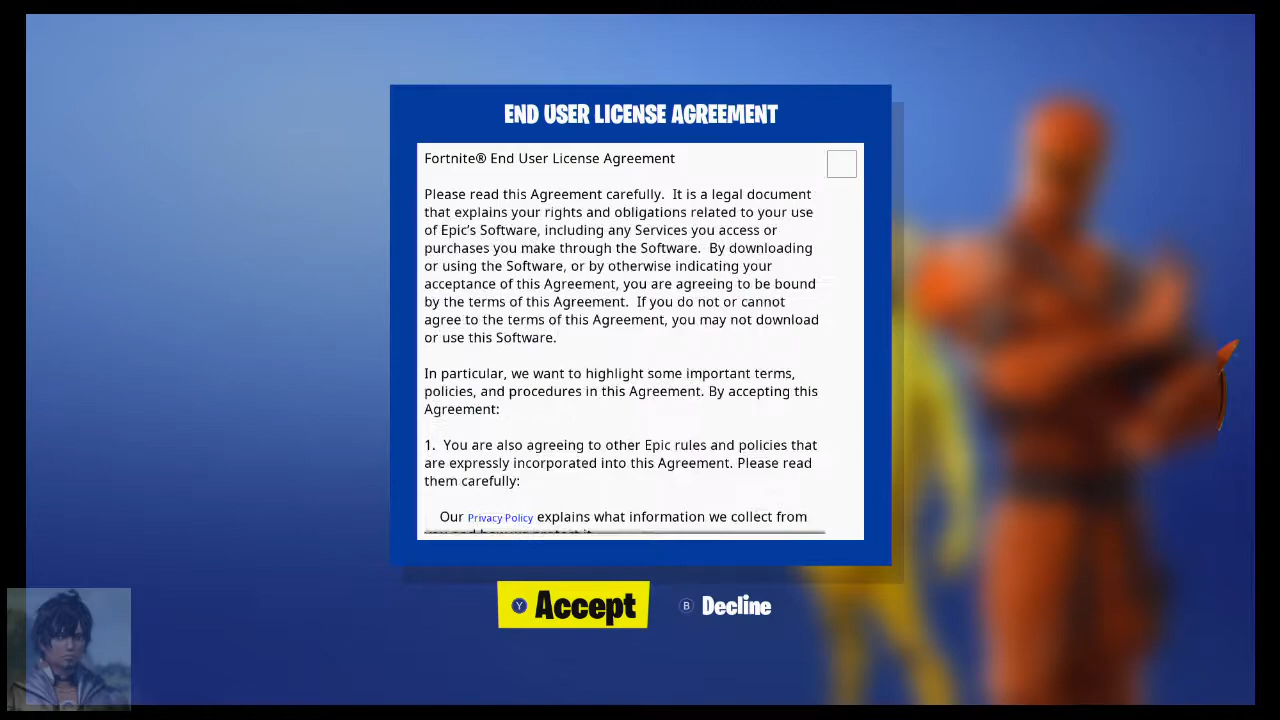 END USER LICENSE AGREEMENT
Fortnite® End User License Agreement
Please read this Agreement carefully.  It is a legal document
that explains your rights and obligations related to your use
of Epic's Software, including any Services you access or
purchases you make through the Software.  By downloading
or using the Software, or by otherwise indicating your
acceptance of this Agreement, you are agreeing to be bound
by the terms of this Agreement.  If you do not or cannot
agree to the terms of this Agreement, you may not download
or use this Software.
In particular, we want to highlight some important terms,
policies, and procedures in this Agreement. By accepting this
Agreement:
1.  You are also agreeing to other Epic rules and policies that
are expressly incorporated into this Agreement. Please read
them carefully:
Our Privacy Policy explains what information we collect from
you and how we protect it
Y Accept
B Decline